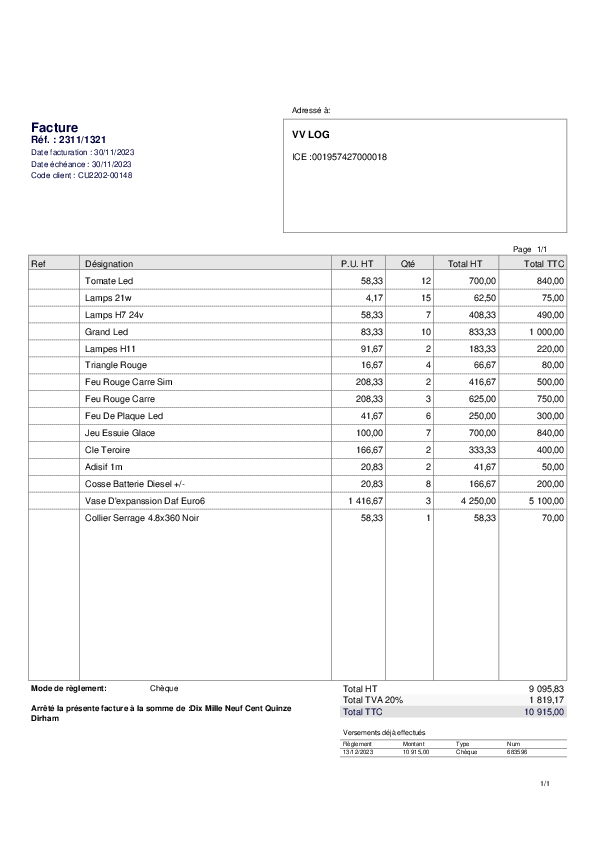 Adressé à:
Facture
Réf. : 2311/1321
Date facturation : 30/11/2023
Date échéance : 30/11/2023
Code client : CU2202-00148
VV LOG
ICE :001957427000018
Page 1/1
Ref Désignation P.U. HT Qté Total HT Total TTC
Tomate Led 58,33 12 700,00 840,00
Lamps 21w 4,17 15 62,50 75,00
Lamps H7 24v 58,33 7 408,33 490,00
Grand Led 83,33 10 833,33 1 000,00
Lampes H11 91,67 2 183,33 220,00
Triangle Rouge 16,67 4 66,67 80,00
Feu Rouge Carre Sim 208,33 2 416,67 500,00
Feu Rouge Carre 208,33 3 625,00 750,00
Feu De Plaque Led 41,67 6 250,00 300,00
Jeu Essuie Glace 100,00 7 700,00 840,00
Cle Teroire 166,67 2 333,33 400,00
Adisif 1m 20,83 2 41,67 50,00
Cosse Batterie Diesel +/- 20,83 8 166,67 200,00
Vase D'expanssion Daf Euro6 1 416,67 3 4 250,00 5 100,00
Collier Serrage 4.8x360 Noir 58,33 1 58,33 70,00
Mode de règlement: Chèque
Total HT 9 095,83
Total TVA 20% 1 819,17
Total TTC 10 915,00
Arrêté la présente facture à la somme de :Dix Mille Neuf Cent Quinze
Dirham
Versements déjà effectués
Règlement Montant Type Num
13/12/2023 10 915,00 Chèque 683596
1/1